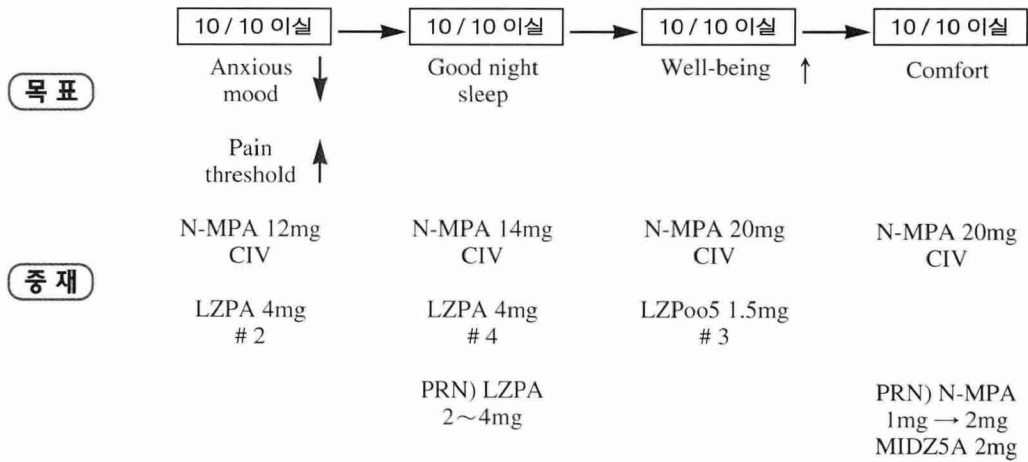 10 / 10 이실 10 / 10 이실 10 / 10 이실 10 / 10 이실
목 표
Anxious
mood
Good night
sleep
Well-being
Comfort
Pain
threshold
중 재
N-MPA 12mg
CIV
N-MPA 14mg
CIV
N-MPA 20mg
CIV
N-MPA 20mg
CIV
LZPA 4mg
# 2
LZPA 4mg
# 4
LZPoo5 1.5mg
# 3
PRN) LZPA
2~4mg
PRN) N-MPA
1mg → 2mg
MIDZ5A 2mg